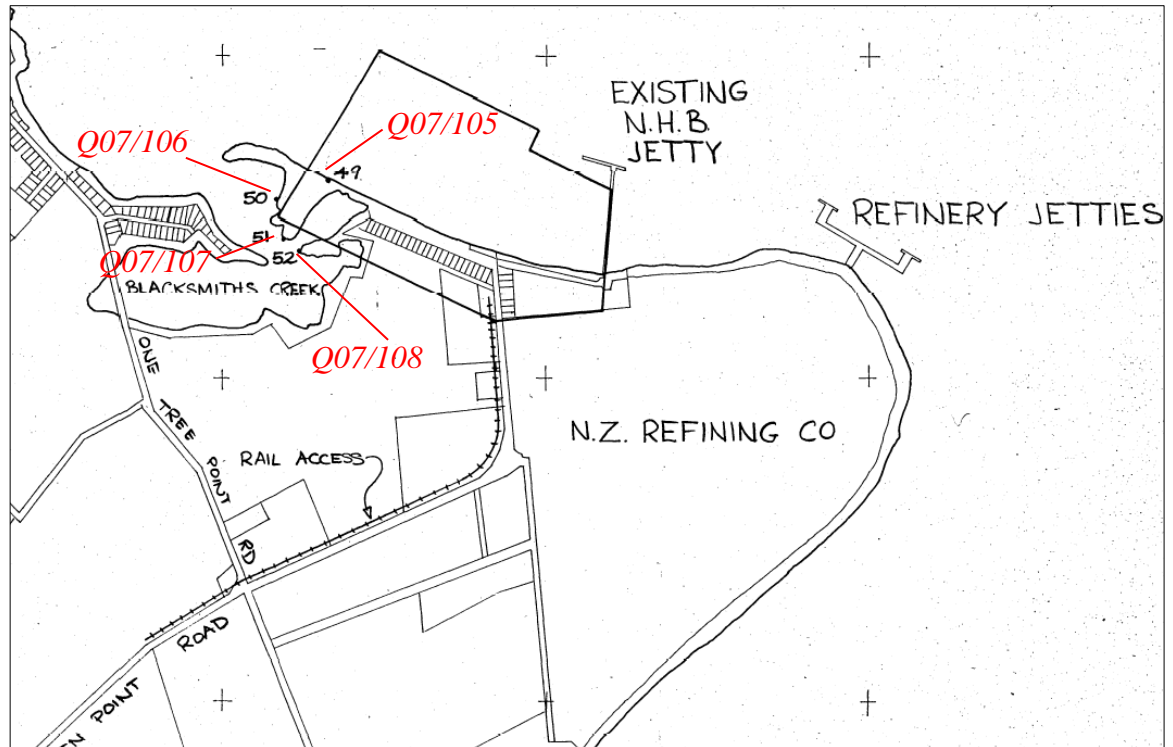 EXISTING
N.H.B.
JETTY
Q07/105
Q07/106
49
50
REFINERY JETTIES
51
52
Q07/107
BLACKSMITHS CREEK
Q07/108
ONE
TREE
POINT
RD
N.Z. REFINING CO
RAIL ACCESS
ROAD
POINT